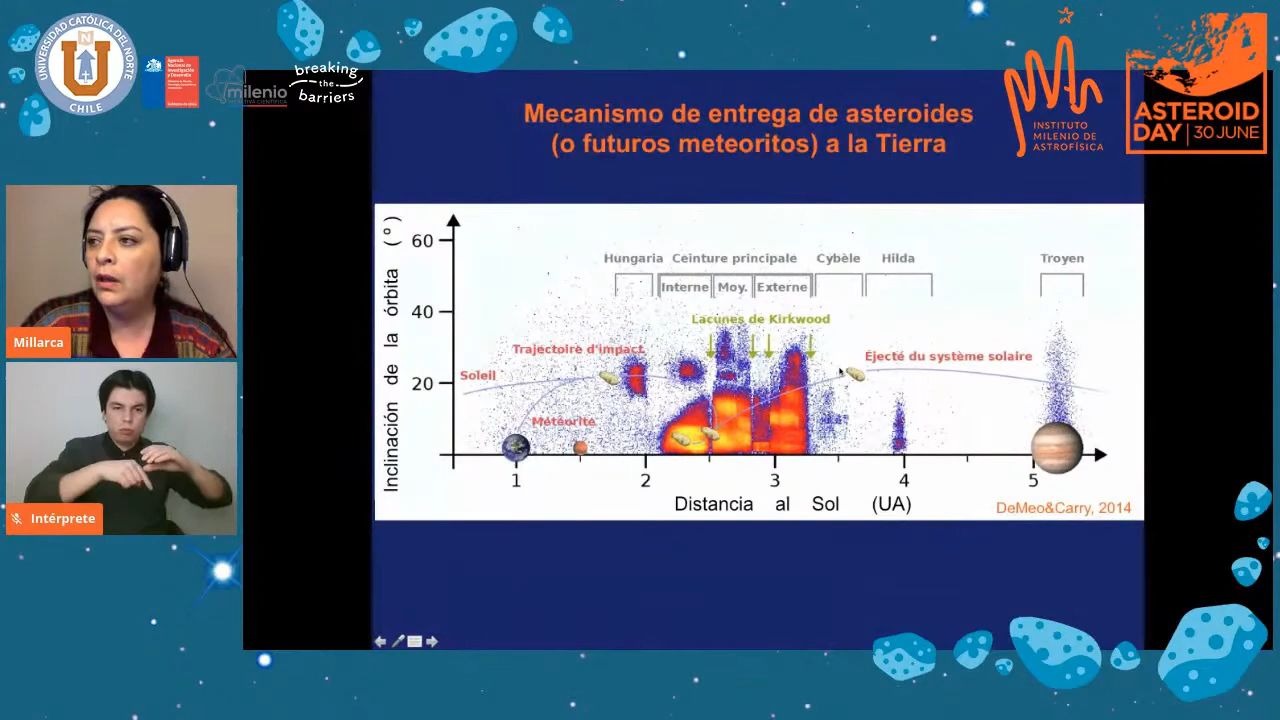 UNIVERSIDAD CATÓLICA DEL NORTE
CHILE
N
Agencia
Nacional de
Investigación
y Desarrollo
milenio
breaking
the
barriers
INSTITUTO
MILENIO DE
ASTROFÍSICA
ASTEROID
DAY | 30 JUNE
Mecanismo de entrega de asteroides
(o futuros meteoritos) a la Tierra
Millarca
Intérprete
Inclinación de la órbita (º)
60
40
20
Hungaria Ceinture principale Cybèle Hilda Troyen
Interne Moy. Externe
Lacunes de Kirkwood
Trajectoire d'impact
Éjecté du système solaire
Soleil
Météorite
1 2 3 4 5
Distancia al Sol (UA)
DeMeo&Carry, 2014